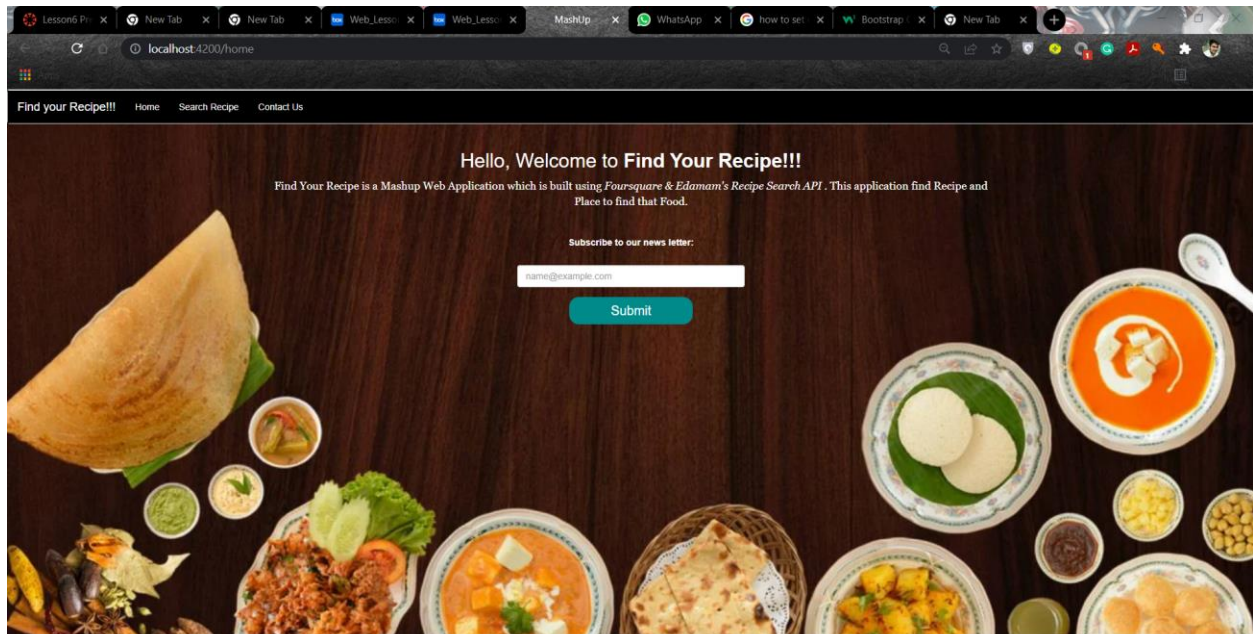 Lesson6 Pr
New Tab
New Tab
Web_Lesso
Web_Lesso
MashUp
WhatsApp
how to set
Bootstrap
New Tab
localhost:4200/home
Apps
Find your Recipe!!!
Home
Search Recipe
Contact Us
Hello, Welcome to Find Your Recipe!!!
Find Your Recipe is a Mashup Web Application which is built using Foursquare & Edamam's Recipe Search API . This application find Recipe and
Place to find that Food.
Subscribe to our news letter:
name@example.com
Submit